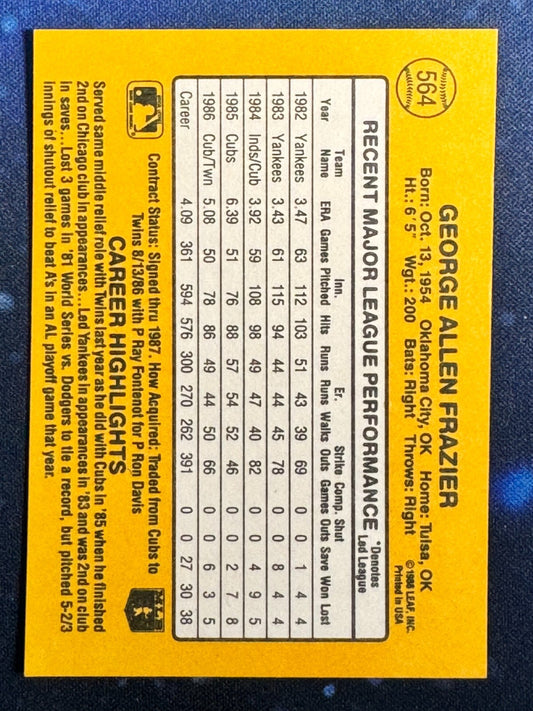 564
GEORGE ALLEN FRAZIER
Born: Oct. 13, 1954 Oklahoma City, OK Home: Tulsa, OK
Ht.: 6'5" Wgt.: 200 Bats: Right Throws: Right
© 1986 LEAF, INC.
Printed in USA
RECENT MAJOR LEAGUE PERFORMANCE *Denotes Led League
Team Inn. Er. Strike Comp. Shut
Year Name ERA Games Pitched Hits Runs Runs Walks Outs Games Outs Save Won Lost
1982 Yankees 3.47 63 112 103 51 43 39 69 0 0 1 4 4
1983 Yankees 3.43 61 115 94 44 44 45 78 0 0 8 4 4
1984 Inds/Cub 3.92 59 108 98 49 47 40 82 0 0 4 9 5
1985 Cubs 6.39 51 76 88 57 54 52 46 0 0 2 7 8
1986 Cub/Twn 5.08 50 78 86 49 44 50 66 0 0 6 3 5
Career 4.09 361 594 576 300 270 262 391 0 0 27 30 38
Contract Status: Signed thru 1987. How Acquired: Traded from Cubs to
Twins 8/13/86 with P Ray Fontenot for P Ron Davis
CAREER HIGHLIGHTS
Served same middle relief role with Twins last year as he did with Cubs in '85 when he finished
2nd on Chicago club in appearances...Led Yankees in appearances in '83 and was 2nd on club
in saves...Lost 3 games in '81 World Series vs. Dodgers to tie a record, but pitched 5-2/3
innings of shutout relief to beat A's in an AL playoff game that year.